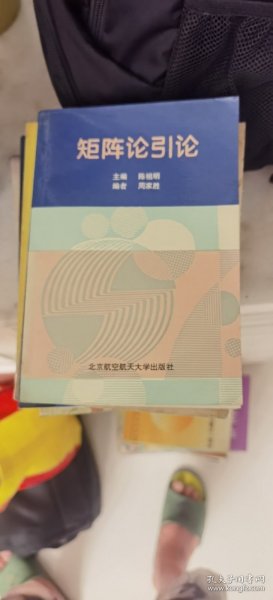 矩阵论引论
主编 陈祖明
编者 周家胜
北京航空航天大学出版社